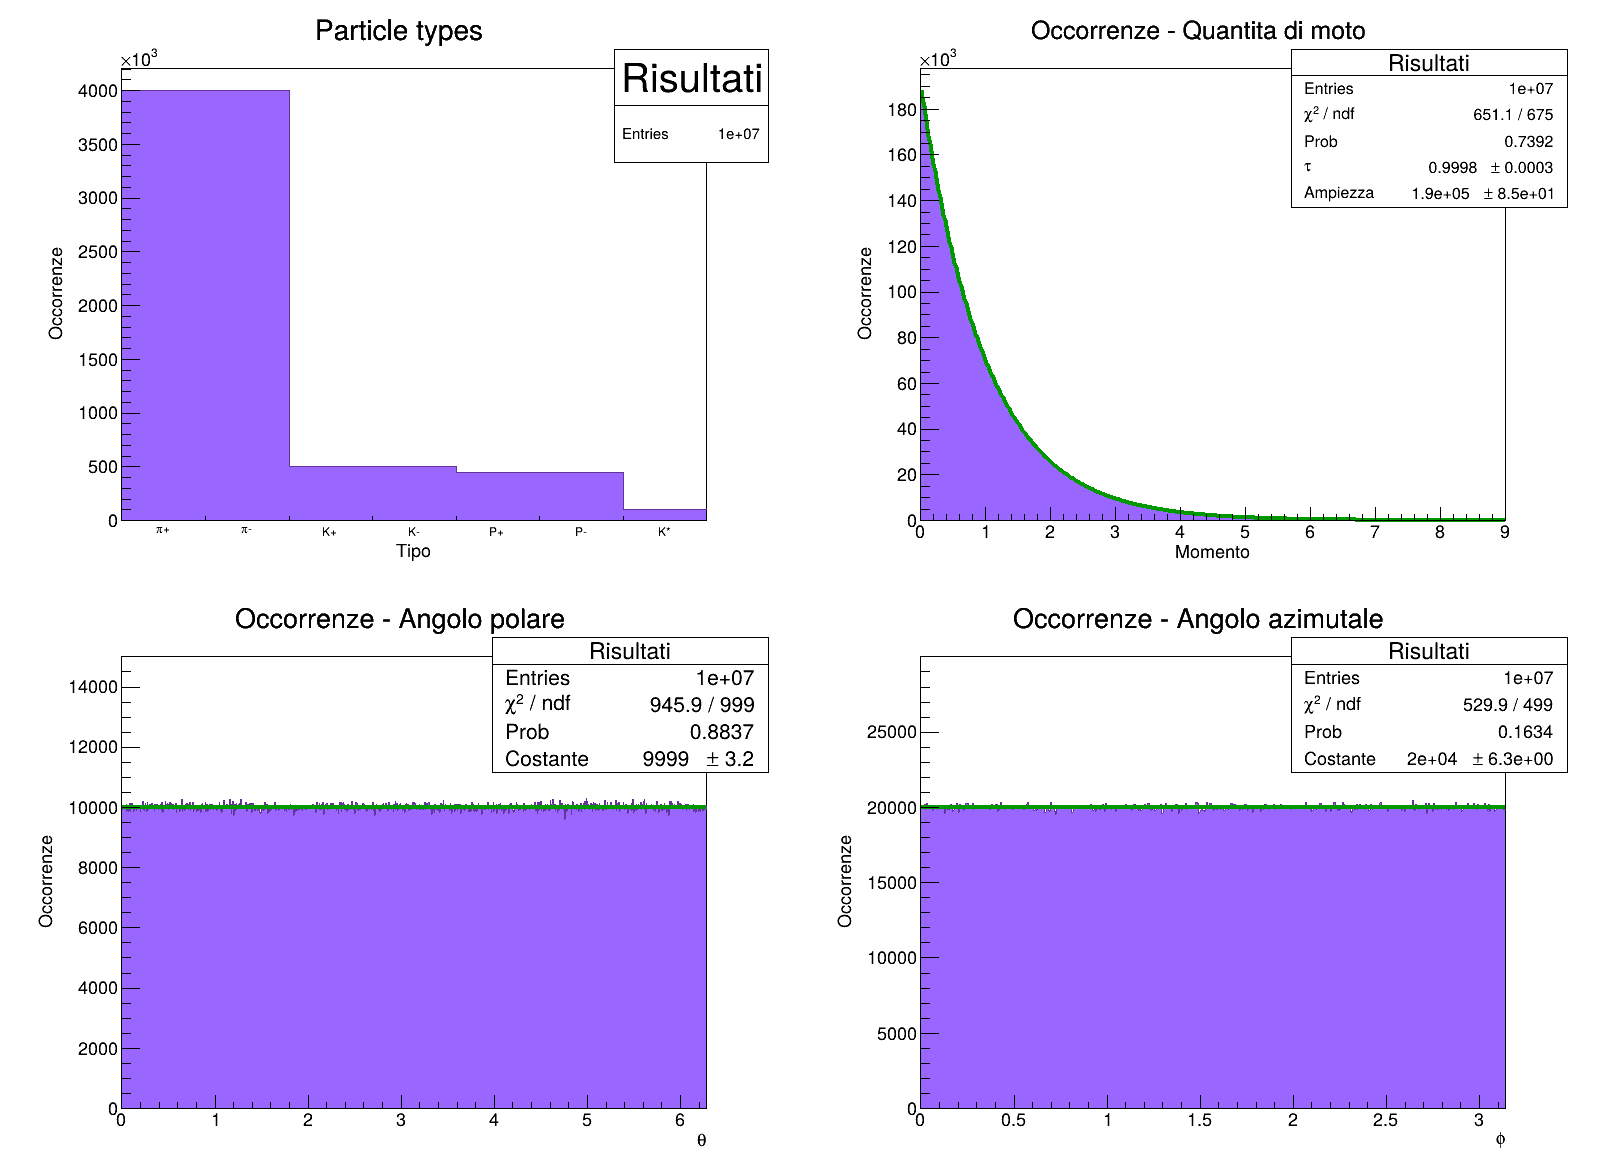 Particle types
×10³
Risultati
Entries 1e+07
4000
3500
3000
2500
2000
1500
1000
500
0
Occorrenze
π+ π- K+ K- P+ P- K*
Tipo
Occorrenze - Quantita di moto
×10³
Risultati
Entries 1e+07
χ² / ndf 651.1 / 675
Prob 0.7392
τ 0.9998 ± 0.0003
Ampiezza 1.9e+05 ± 8.5e+01
180
160
140
120
100
80
60
40
20
0
Occorrenze
0 1 2 3 4 5 6 7 8 9
Momento
Occorrenze - Angolo polare
Risultati
Entries 1e+07
χ² / ndf 945.9 / 999
Prob 0.8837
Costante 9999 ± 3.2
14000
12000
10000
8000
6000
4000
2000
0
Occorrenze
0 1 2 3 4 5 6
θ
Occorrenze - Angolo azimutale
Risultati
Entries 1e+07
χ² / ndf 529.9 / 499
Prob 0.1634
Costante 2e+04 ± 6.3e+00
25000
20000
15000
10000
5000
0
Occorrenze
0 0.5 1 1.5 2 2.5 3
ϕ